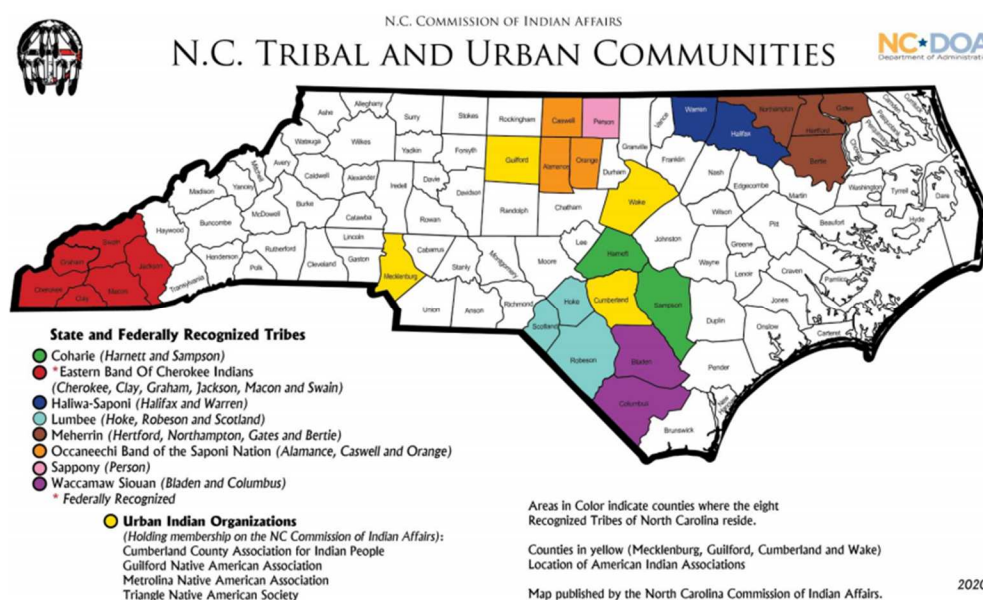 N.C. Commission of Indian Affairs
N.C. Tribal and Urban Communities
NC DOA
Department of Administrat
Ashe
Alleghany
Surry
Stokes
Rockingham
Caswell
Person
Vance
Warren
Northampton
Gates
Halifax
Hertford
Bertie
Watauga
Wilkes
Yadkin
Forsyth
Guilford
Alamance
Orange
Granville
Durham
Franklin
Nash
Edgecombe
Martin
Washington
Tyrrell
Dare
Mitchell
Avery
Caldwell
Alexander
Iredell
Davie
Davidson
Randolph
Chatham
Wake
Wilson
Pitt
Beaufort
Hyde
Madison
Yancey
Buncombe
McDowell
Burke
Catawba
Rowan
Haywood
Swain
Graham
Jackson
Cherokee
Clay
Macon
Transylvania
Henderson
Polk
Rutherford
Cleveland
Lincoln
Gaston
Mecklenburg
Cabarrus
Stanly
Montgomery
Moore
Lee
Harnett
Johnston
Wayne
Greene
Lenoir
Craven
Pamlico
Jones
Carteret
Onslow
Duplin
Sampson
Cumberland
Hoke
Scotland
Richmond
Anson
Union
Robeson
Bladen
Pender
Columbus
Brunswick
State and Federally Recognized Tribes
Coharie (Harnett and Sampson)
*Eastern Band Of Cherokee Indians
(Cherokee, Clay, Graham, Jackson, Macon and Swain)
Haliwa-Saponi (Halifax and Warren)
Lumbee (Hoke, Robeson and Scotland)
Meherrin (Hertford, Northampton, Gates and Bertie)
Occaneechi Band of the Saponi Nation (Alamance, Caswell and Orange)
Sappony (Person)
Waccamaw Siouan (Bladen and Columbus)
* Federally Recognized
Urban Indian Organizations
(Holding membership on the NC Commission of Indian Affairs):
Cumberland County Association for Indian People
Guilford Native American Association
Metrolina Native American Association
Triangle Native American Society
Areas in Color indicate counties where the eight
Recognized Tribes of North Carolina reside.
Counties in yellow (Mecklenburg, Guilford, Cumberland and Wake)
Location of American Indian Associations
Map published by the North Carolina Commission of Indian Affairs.
2020